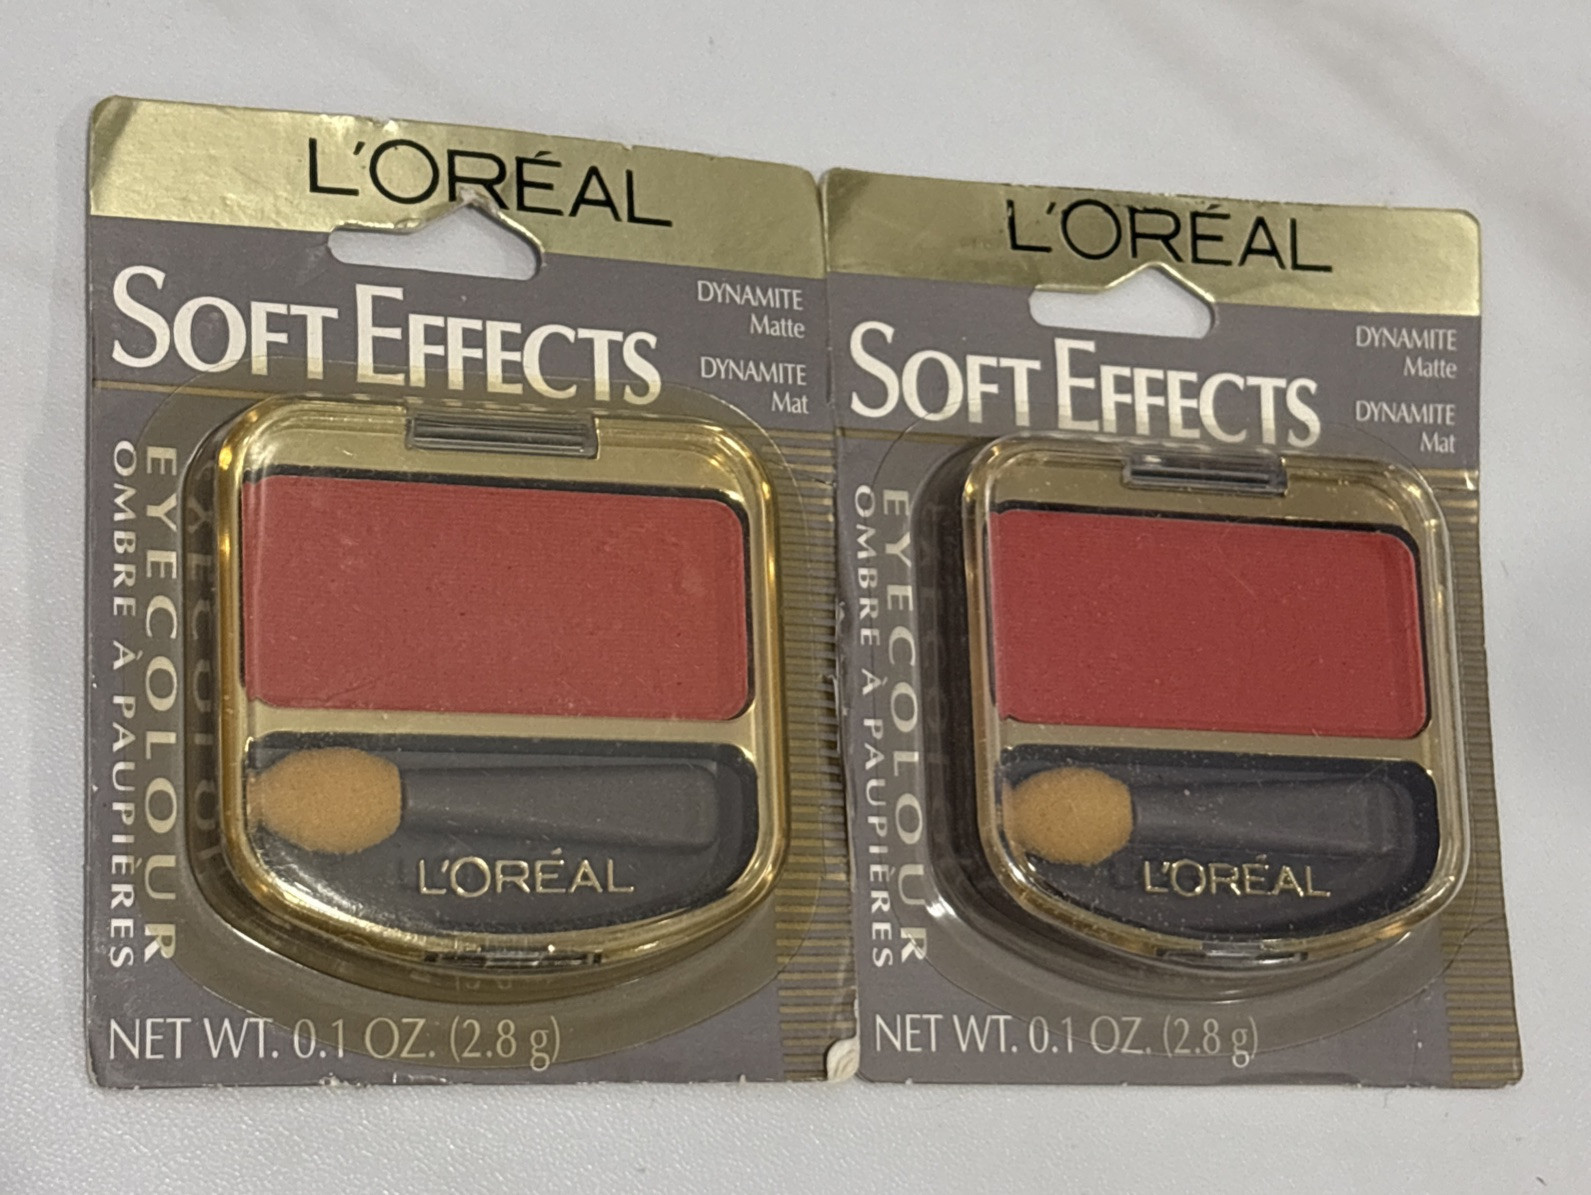 L'ORÉAL
SOFT EFFECTS
DYNAMITE
Matte
DYNAMITE
Mat
EYECOLOUR
OMBRE À PAUPIÈRES
L'ORÉAL
NET WT. 0.1 OZ. (2.8 g)
L'ORÉAL
SOFT EFFECTS
DYNAMITE
Matte
DYNAMITE
Mat
EYECOLOUR
OMBRE À PAUPIÈRES
L'ORÉAL
NET WT. 0.1 OZ. (2.8 g)